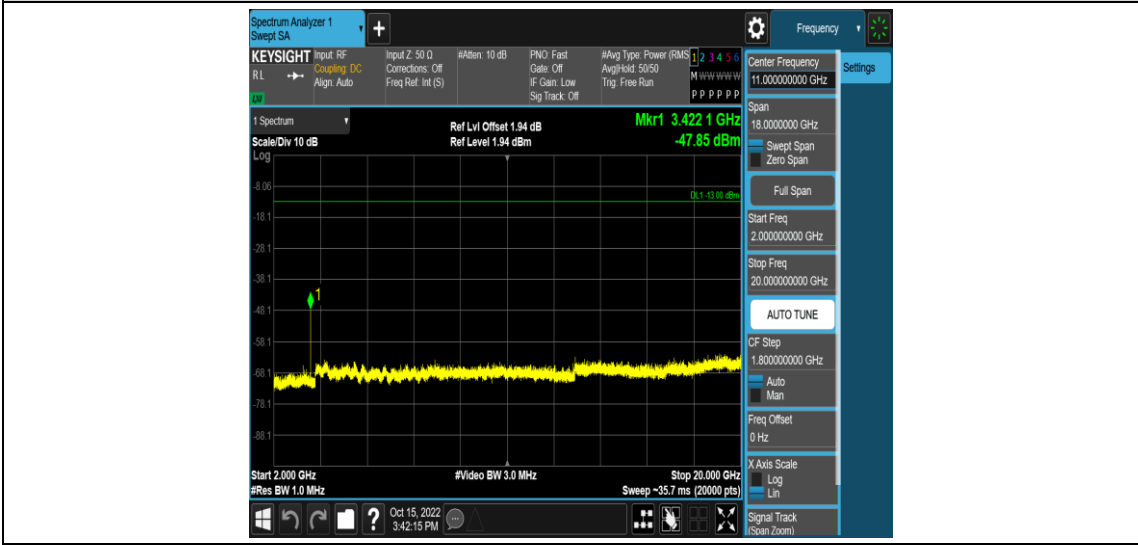 Spectrum Analyzer 1
Swept SA
+
Frequency
KEYSIGHT
RL
LXI
Input: RF
Coupling: DC
Align: Auto
Input Z: 50 Ω
Corrections: Off
Freq Ref: Int (S)
#Atten: 10 dB
PNO: Fast
Gate: Off
IF Gain: Low
Sig Track: Off
#Avg Type: Power (RMS
Avg|Hold: 50/50
Trig: Free Run
1 2 3 4 5 6
M W W W W W
P P P P P P
1 Spectrum
Scale/Div 10 dB
Log
Ref Lvl Offset 1.94 dB
Ref Level 1.94 dBm
Mkr1 3.422 1 GHz
-47.85 dBm
-8.06
DL1 -13.00 dBm
-18.1
-28.1
-38.1
1
-48.1
-58.1
-68.1
-78.1
-88.1
Start 2.000 GHz
#Res BW 1.0 MHz
#Video BW 3.0 MHz
Stop 20.000 GHz
Sweep ~35.7 ms (20000 pts)
?
Oct 15, 2022
3:42:15 PM
Center Frequency
11.000000000 GHz
Span
18.0000000 GHz
Swept Span
Zero Span
Full Span
Start Freq
2.000000000 GHz
Stop Freq
20.000000000 GHz
AUTO TUNE
CF Step
1.800000000 GHz
Auto
Man
Freq Offset
0 Hz
X Axis Scale
Log
Lin
Signal Track
(Span Zoom)
Settings